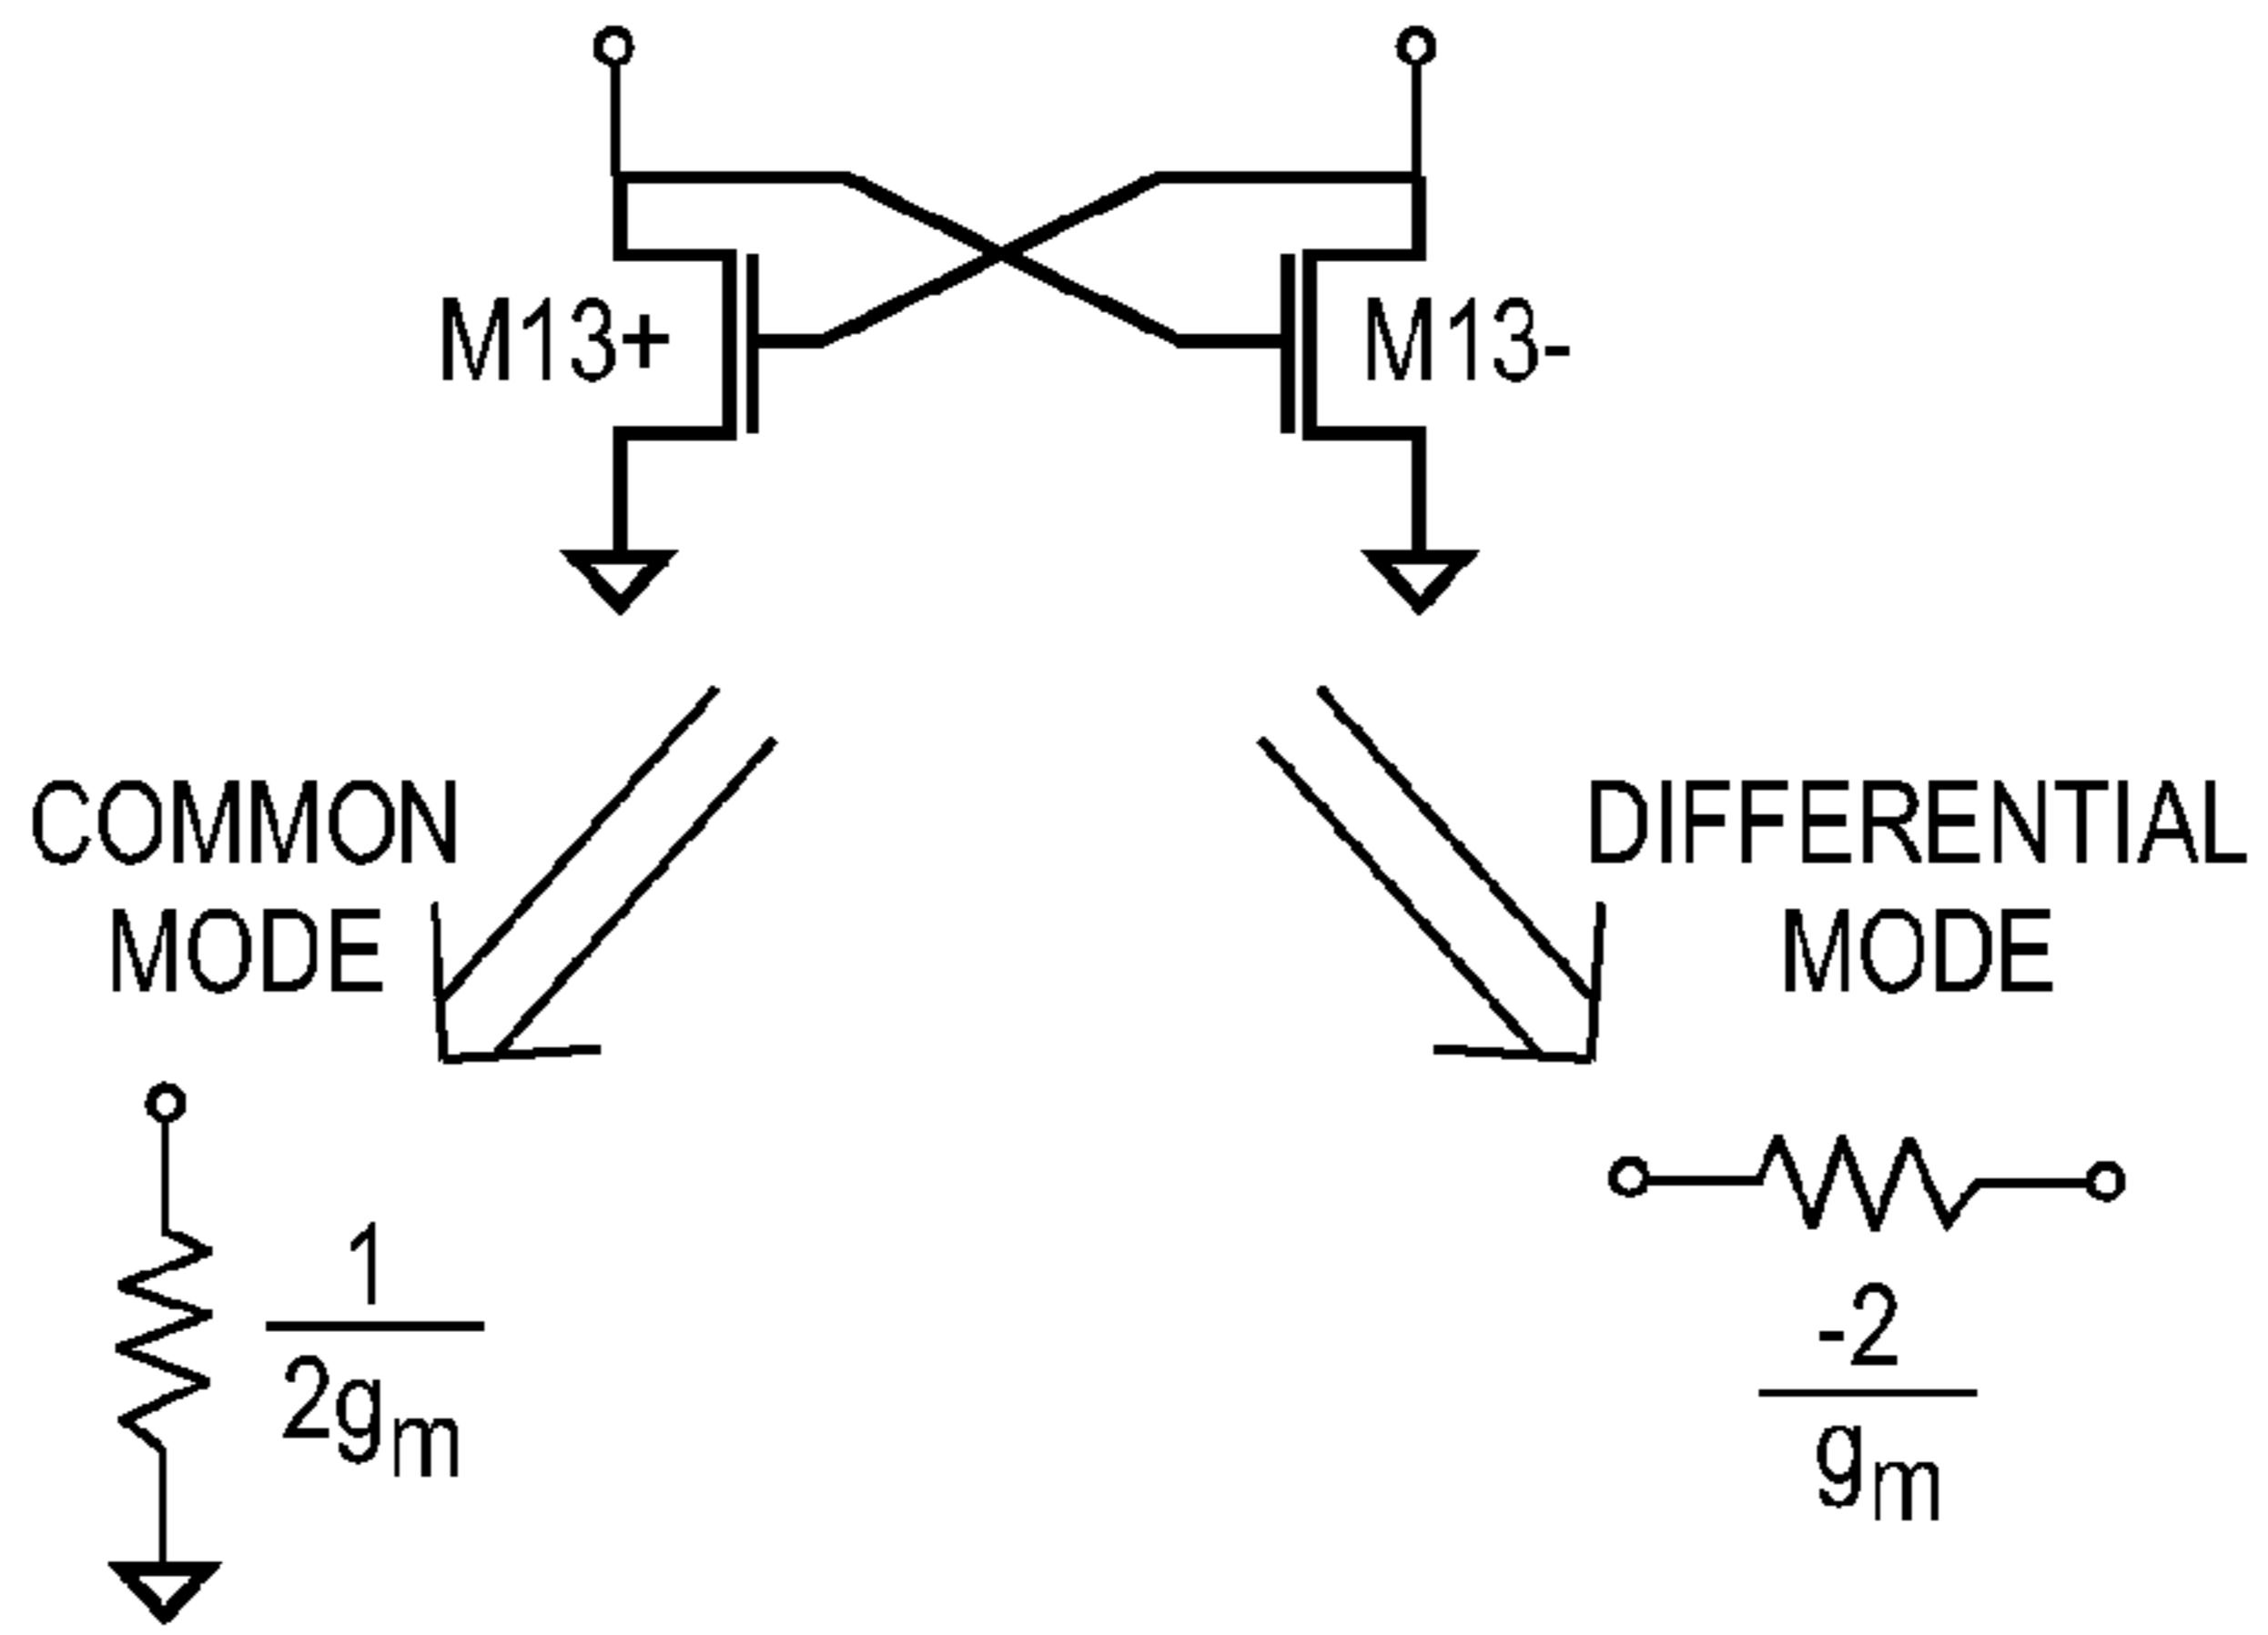 M13+
M13-
COMMON
MODE
DIFFERENTIAL
MODE
1
2gm
-2
gm